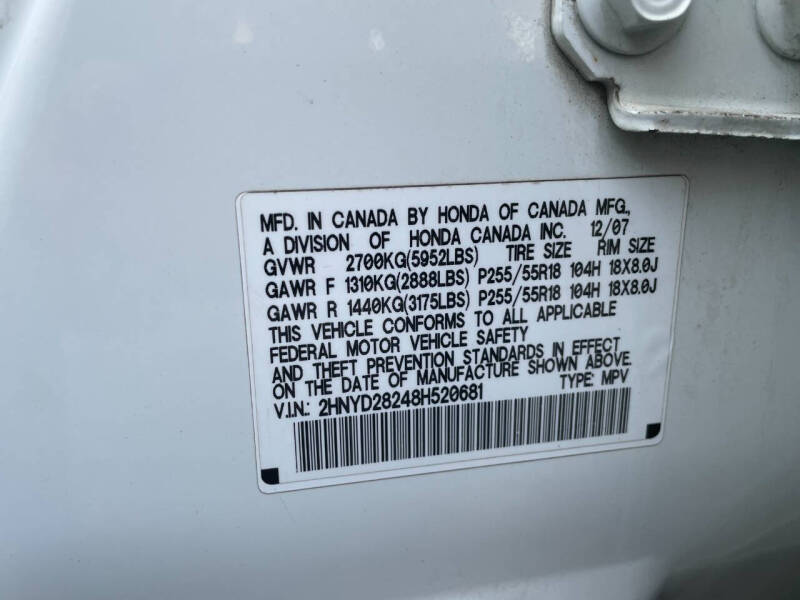 MFD. IN CANADA BY HONDA OF CANADA MFG.,
A DIVISION OF HONDA CANADA INC. 12/07
GVWR 2700KG(5952LBS) TIRE SIZE RIM SIZE
GAWR F 1310KG(2888LBS) P255/55R18 104H 18X8.0J
GAWR R 1440KG(3175LBS) P255/55R18 104H 18X8.0J
THIS VEHICLE CONFORMS TO ALL APPLICABLE
FEDERAL MOTOR VEHICLE SAFETY
AND THEFT PREVENTION STANDARDS IN EFFECT
ON THE DATE OF MANUFACTURE SHOWN ABOVE.
V.I.N.: 2HNYD28248H520681 TYPE: MPV